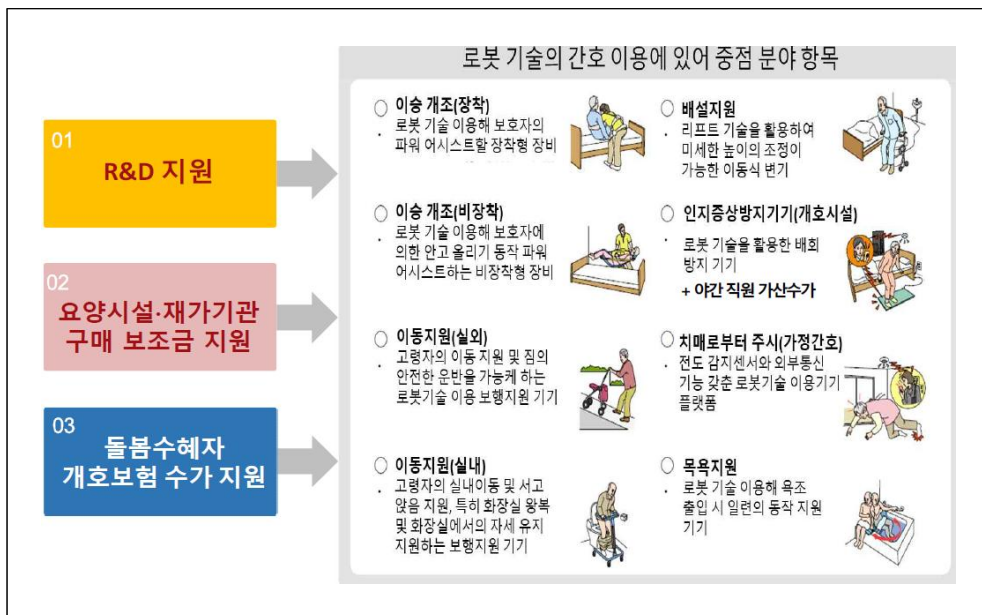 01
R&D 지원
02
요양시설·재가기관
구매 보조금 지원
03
돌봄수혜자
개호보험 수가 지원
로봇 기술의 간호 이용에 있어 중점 분야 항목
○ 이승 개조(장착)
· 로봇 기술 이용해 보호자의
파워 어시스트할 장착형 장비
○ 이승 개조(비장착)
· 로봇 기술 이용해 보호자에
의한 안고 올리기 동작 파워
어시스트하는 비장착형 장비
○ 이동지원(실외)
· 고령자의 이동 지원 및 짐의
안전한 운반을 가능케 하는
로봇기술 이용 보행지원 기기
○ 이동지원(실내)
· 고령자의 실내이동 및 서고
앉음 지원, 특히 화장실 왕복
및 화장실에서의 자세 유지
지원하는 보행지원 기기
○ 배설지원
· 리프트 기술을 활용하여
미세한 높이의 조정이
가능한 이동식 변기
○ 인지증상방지기기(개호시설)
· 로봇 기술을 활용한 배회
방지 기기
+ 야간 직원 가산수가
○ 치매로부터 주시(가정간호)
· 전도 감지센서와 외부통신
기능 갖춘 로봇기술 이용기기
플랫폼
○ 목욕지원
· 로봇 기술 이용해 욕조
출입 시 일련의 동작 지원
기기